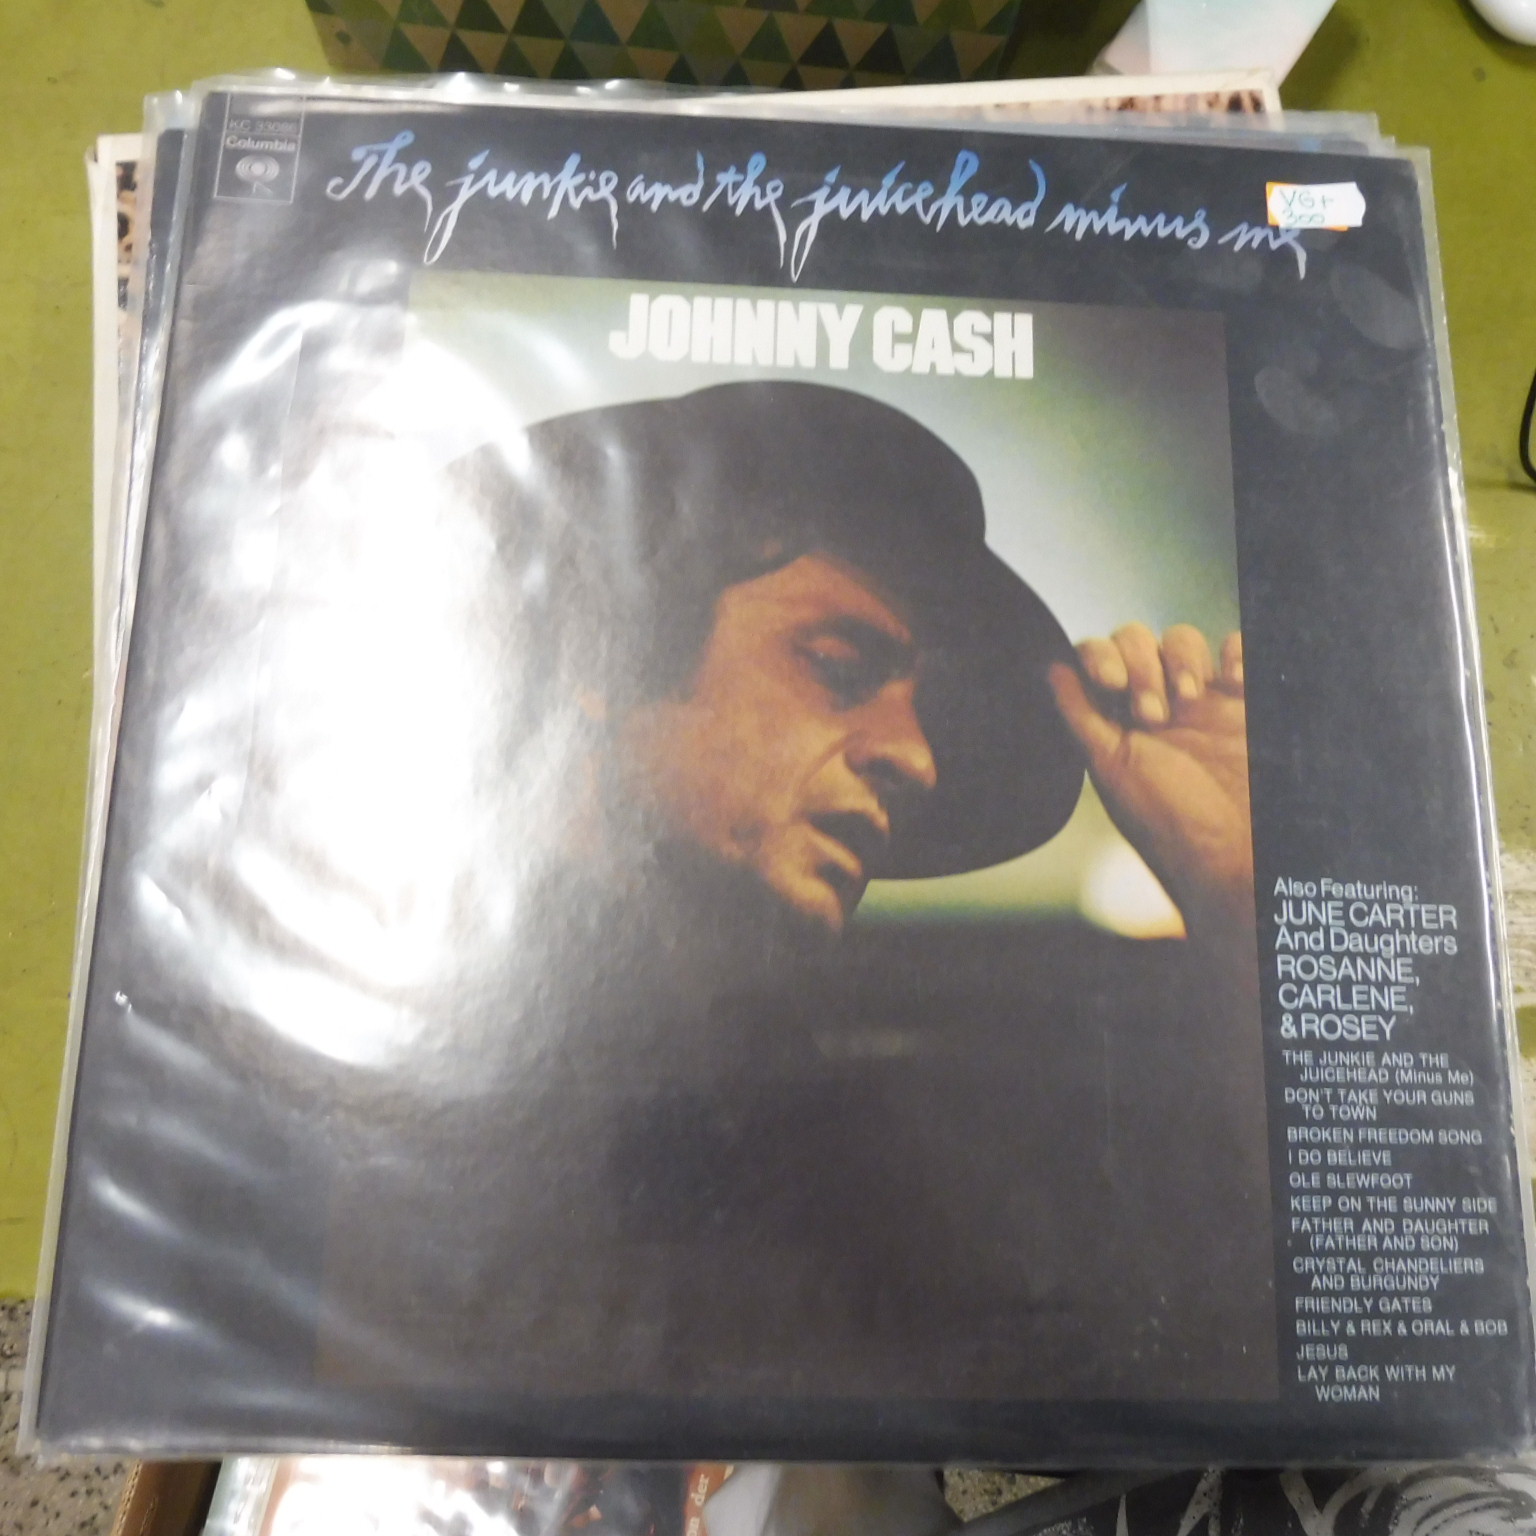 KC 33086
Columbia
The junkie and the juicehead minus me
VG+
300
JOHNNY CASH
Also Featuring:
JUNE CARTER
And Daughters
ROSANNE,
CARLENE,
& ROSEY
THE JUNKIE AND THE
JUICEHEAD (Minus Me)
DON'T TAKE YOUR GUNS
TO TOWN
BROKEN FREEDOM SONG
I DO BELIEVE
OLE SLEWFOOT
KEEP ON THE SUNNY SIDE
FATHER AND DAUGHTER
(FATHER AND SON)
CRYSTAL CHANDELIERS
AND BURGUNDY
FRIENDLY GATES
BILLY & REX & ORAL & BOB
JESUS
LAY BACK WITH MY
WOMAN
der